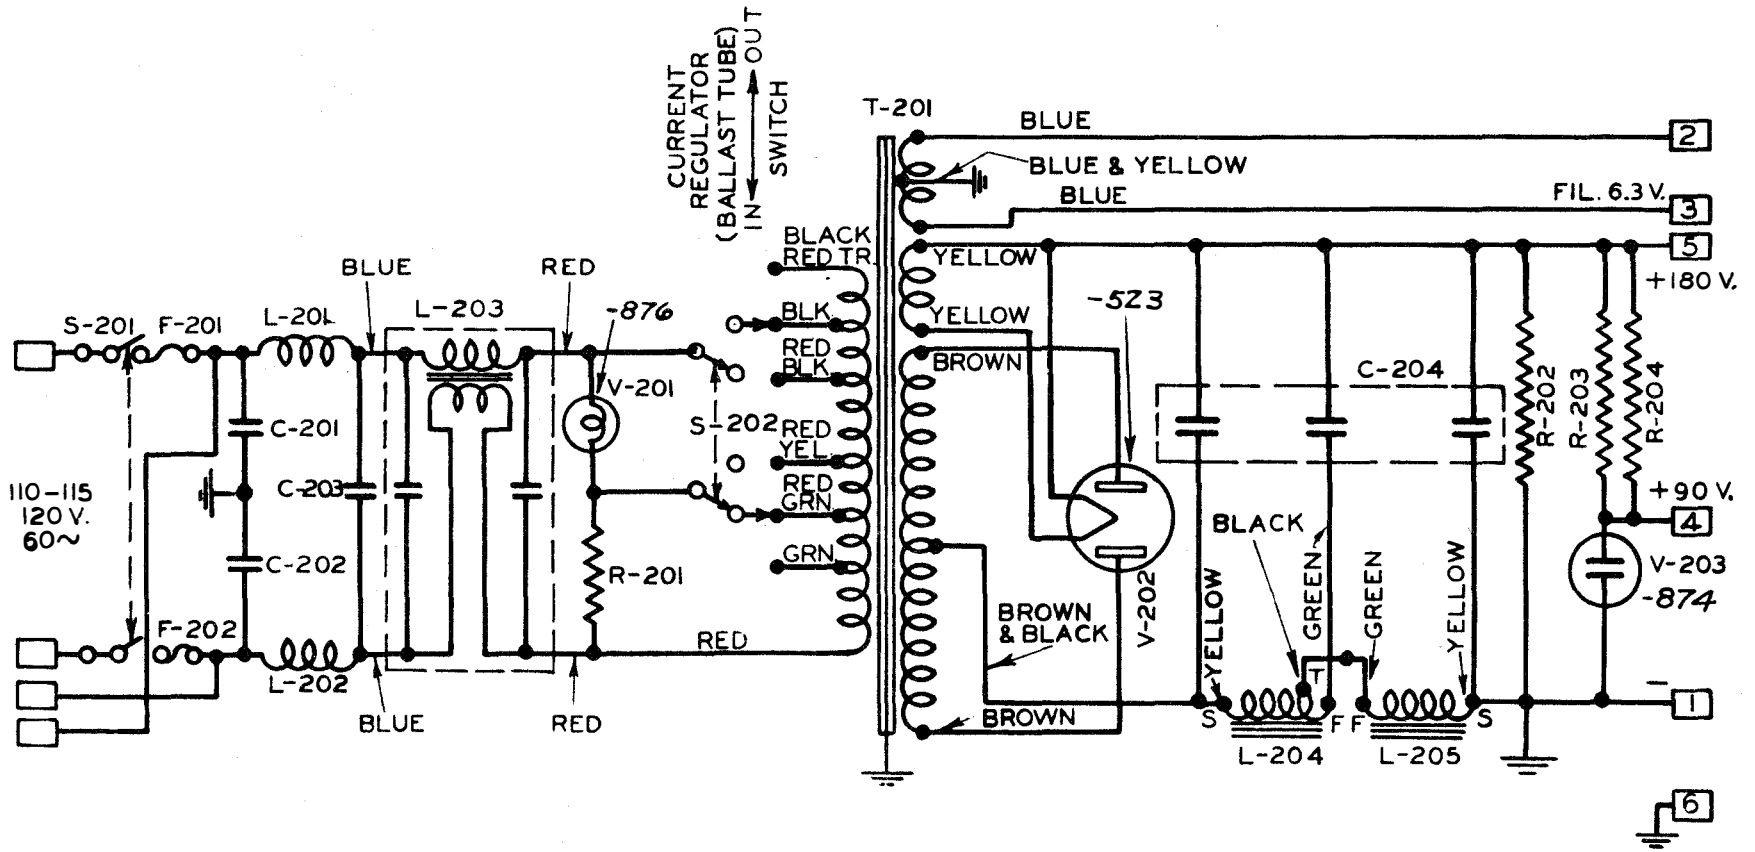 CURRENT
REGULATOR
(BALLAST TUBE)
IN ↔ OUT
SWITCH
T-201
BLUE
2
BLUE & YELLOW
BLUE
FIL. 6.3 V.
3
BLACK
RED TR.
YELLOW
5
+180 V.
BLUE
RED
L-203
-876
S-201
F-201
L-201
BLK.
YELLOW
-5Z3
RED
BLK
BROWN
V-201
C-204
R-202
R-203
R-204
C-201
S-202
RED
YEL.
110-115
120 V.
60~
C-203
RED
GRN
+90 V.
4
BLACK
C-202
R-201
GRN
V-202
YELLOW
GREEN
GREEN
YELLOW
V-203
-874
BROWN
& BLACK
F-202
RED
L-202
T
-
1
BLUE
RED
BROWN
S
F
F
S
L-204
L-205
6